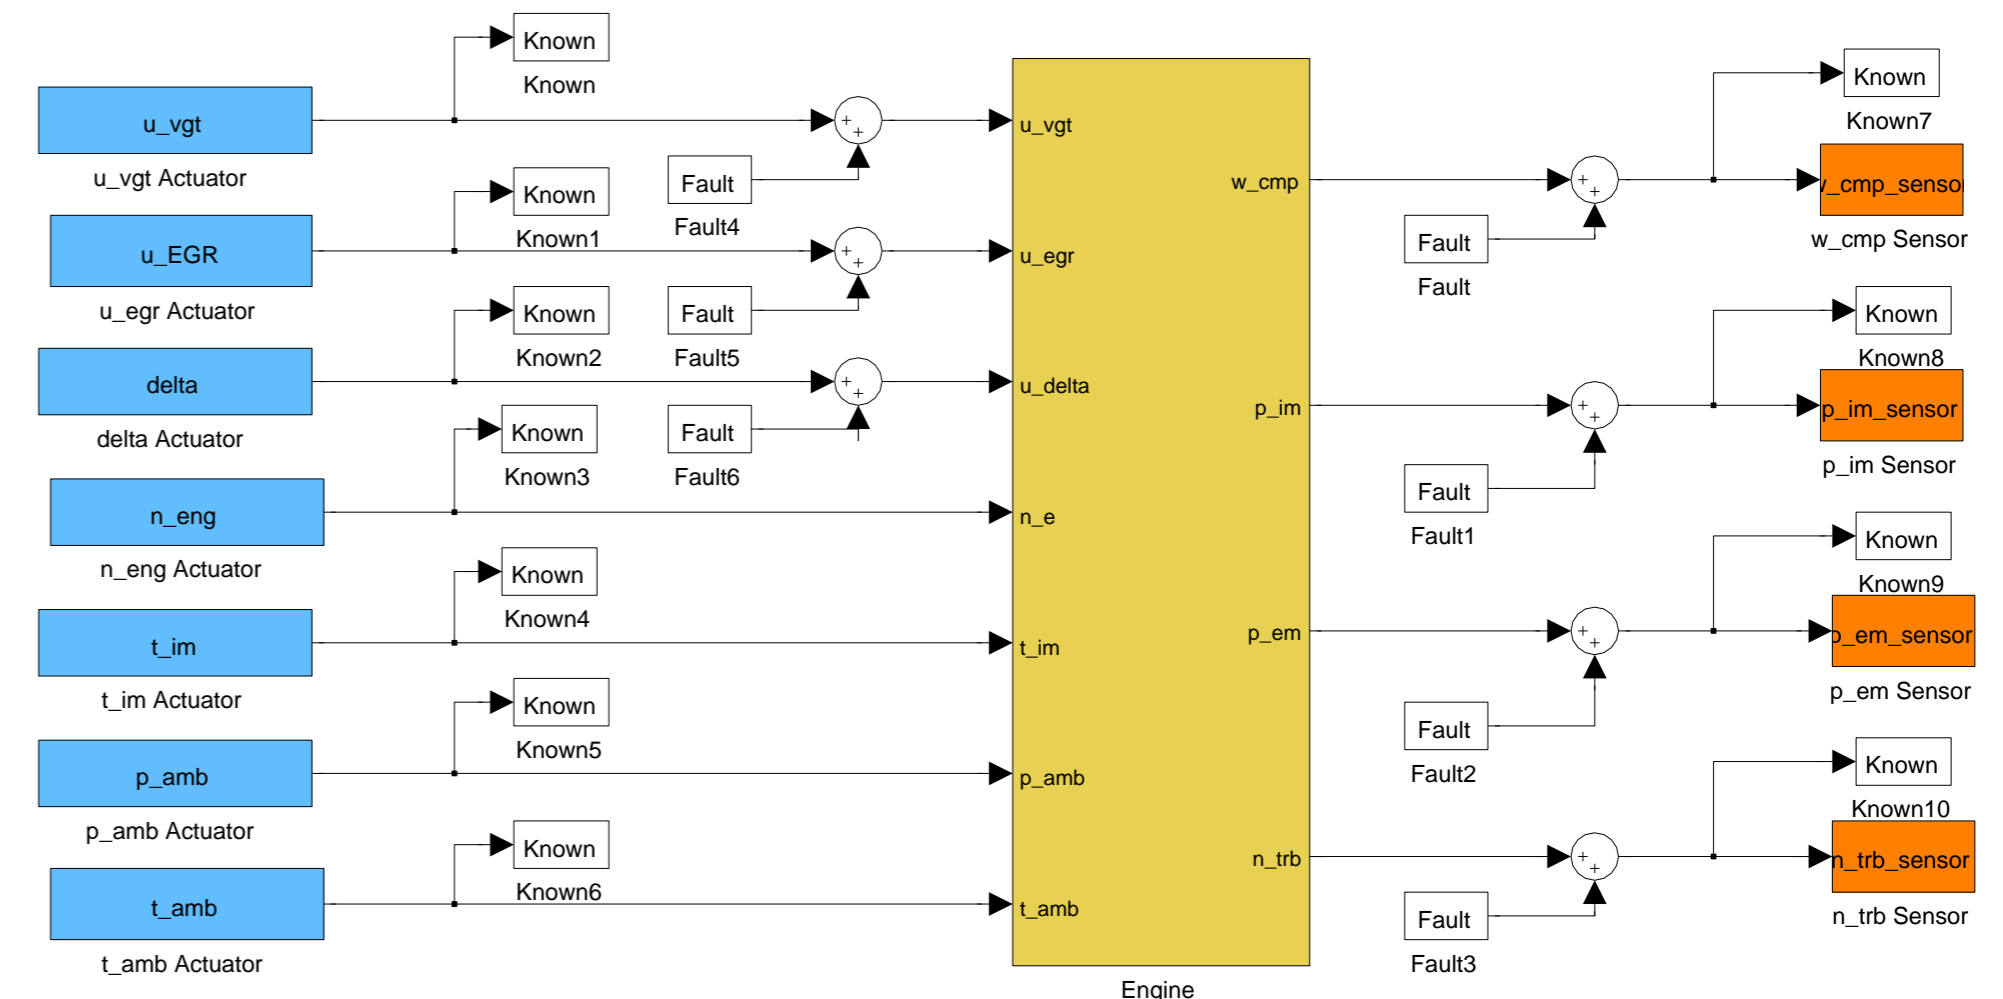 Known
Known
u_vgt
u_vgt Actuator
Known
Known1
Fault
Fault4
u_EGR
u_egr Actuator
Known
Known2
Fault
Fault5
delta
delta Actuator
Known
Known3
Fault
Fault6
n_eng
n_eng Actuator
Known
Known4
t_im
t_im Actuator
Known
Known5
p_amb
p_amb Actuator
Known
Known6
t_amb
t_amb Actuator
u_vgt
u_egr
u_delta
n_e
t_im
p_amb
t_amb
w_cmp
p_im
p_em
n_trb
Engine
Known
Known7
Fault
Fault
w_cmp_sensor
w_cmp Sensor
Known
Known8
Fault
Fault1
p_im_sensor
p_im Sensor
Known
Known9
Fault
Fault2
p_em_sensor
p_em Sensor
Known
Known10
Fault
Fault3
n_trb_sensor
n_trb Sensor